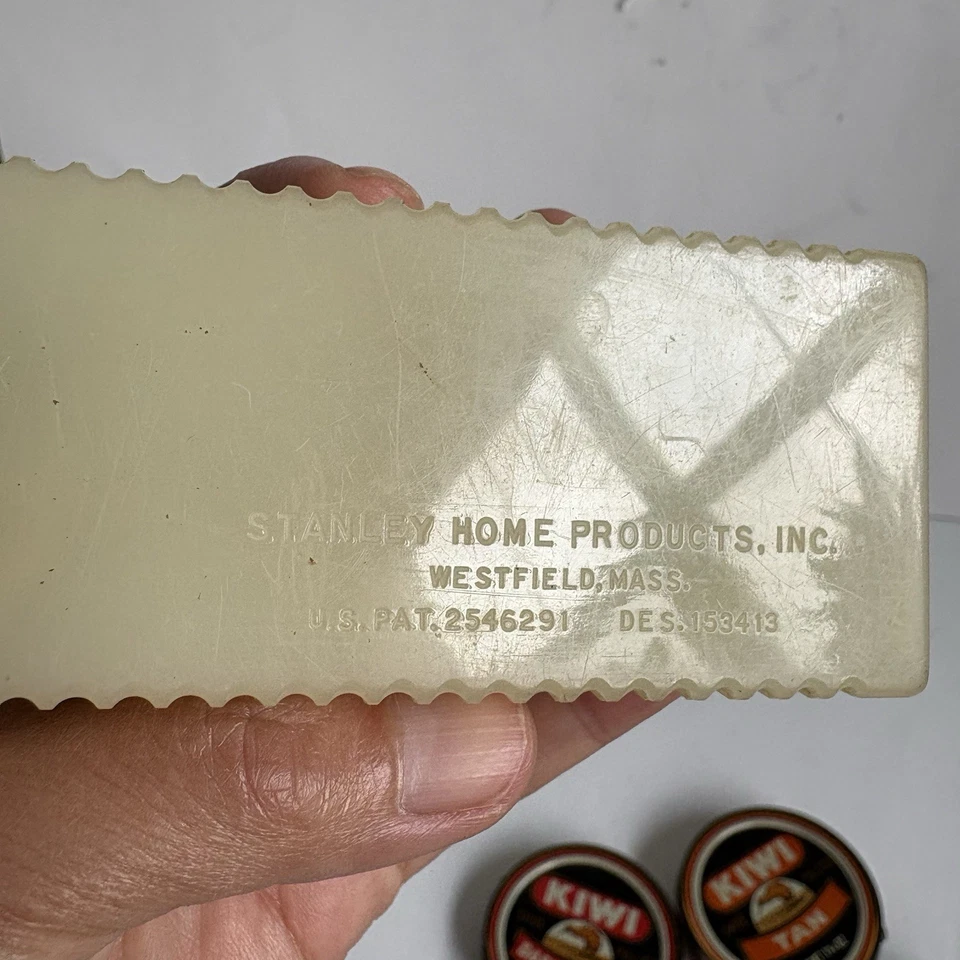 STANLEY HOME PRODUCTS, INC.
WESTFIELD, MASS.
U.S. PAT. 2546291 DES. 153413
KIWI
KIWI
TAN